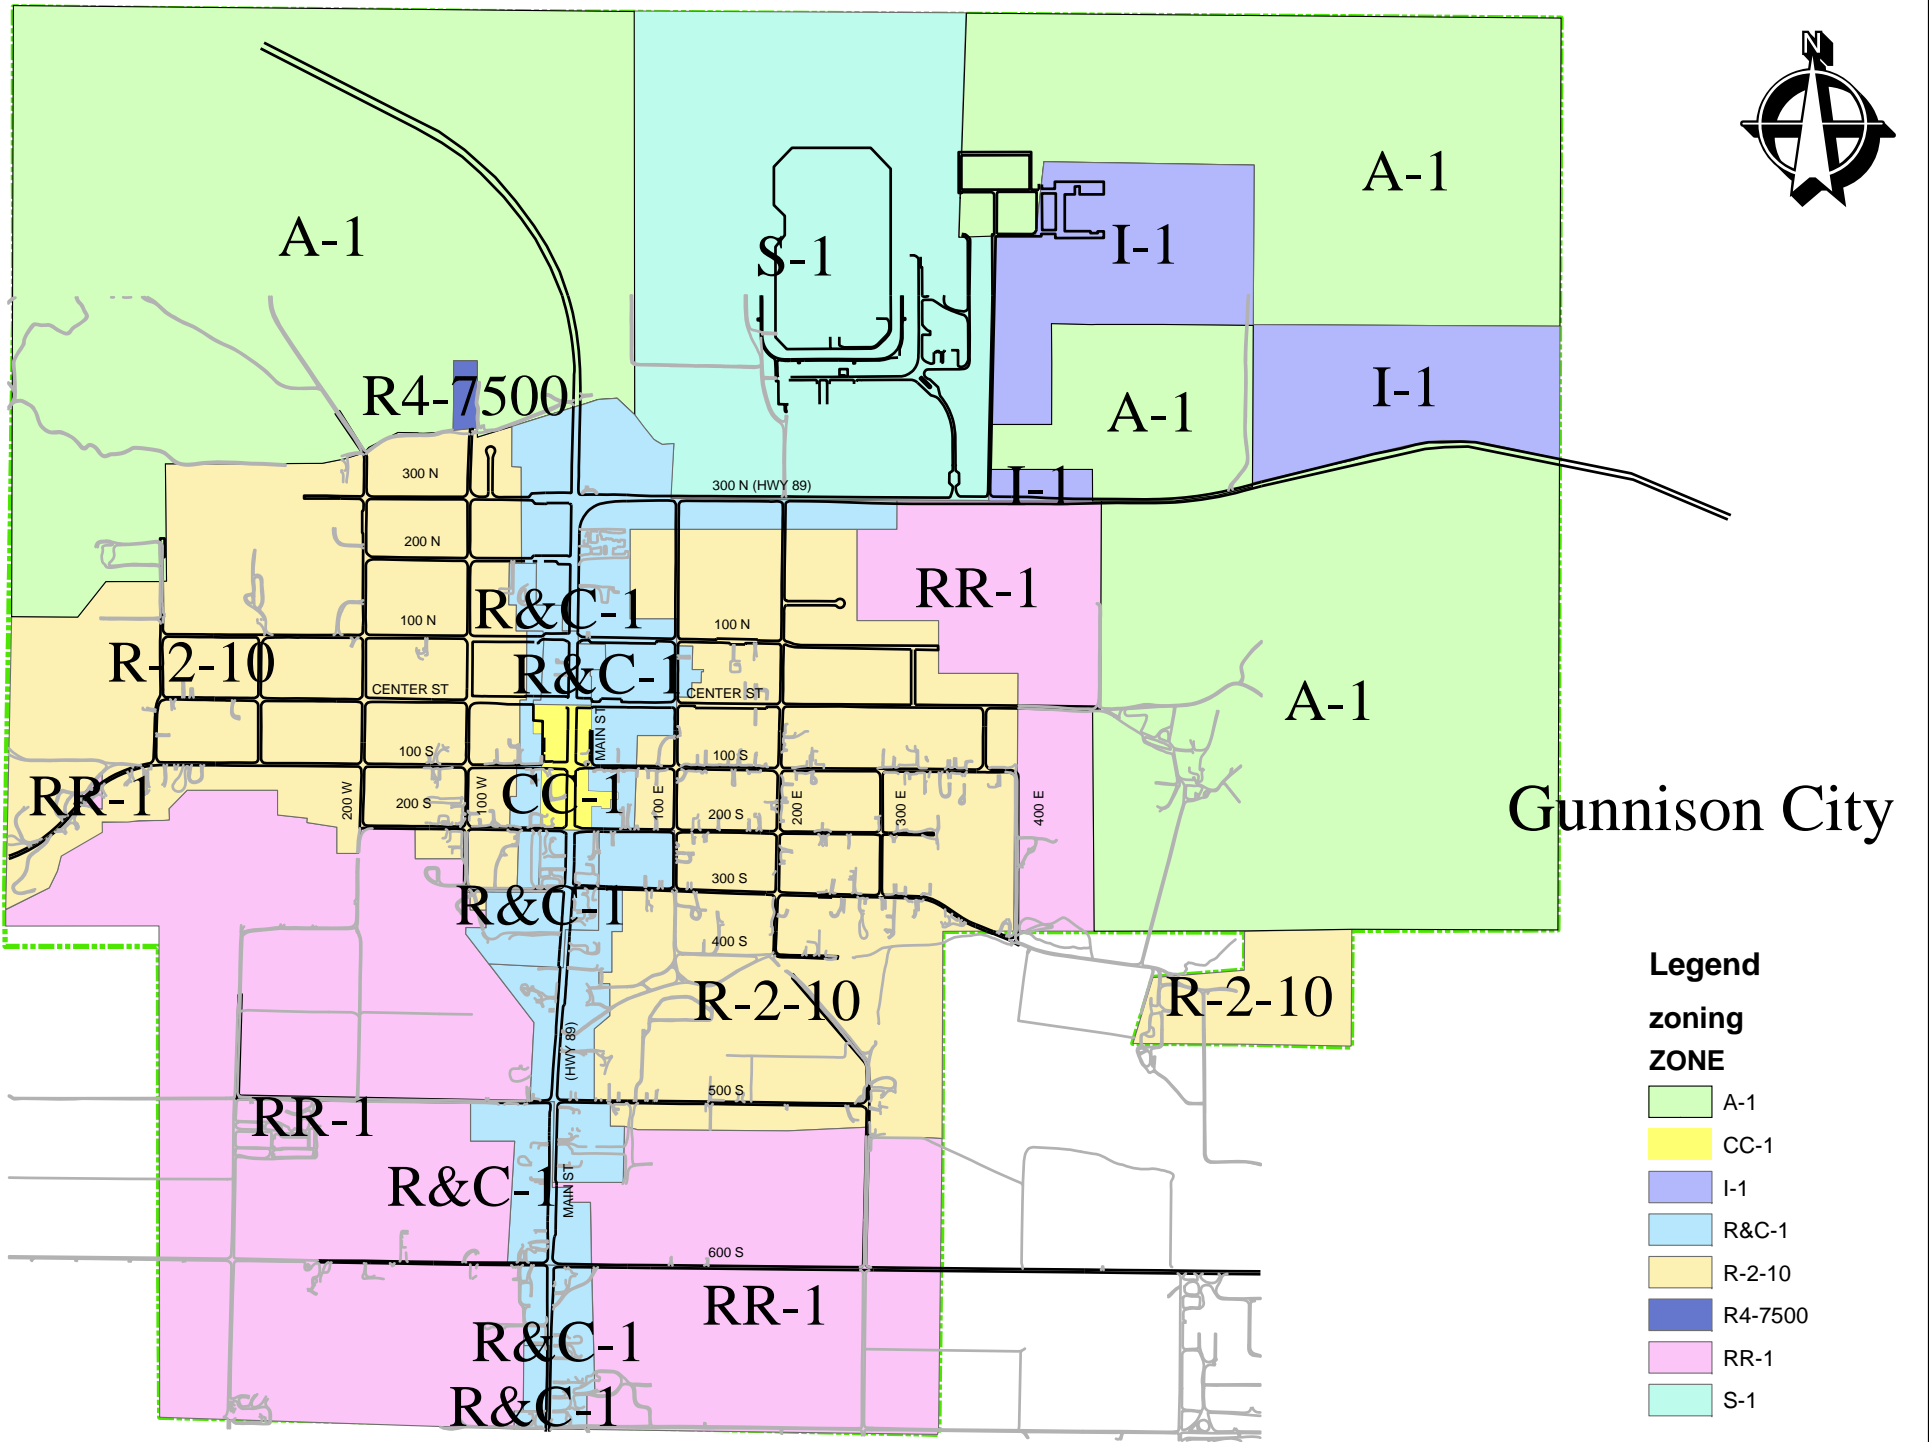 N
A-1
A-1
S-1
I-1
R4-7500
I-1
A-1
300 N
300 N (HWY 89)
I-1
200 N
RR-1
R&C-1
100 N
100 N
R-2-10
R&C-1
CENTER ST
CENTER ST
A-1
MAIN ST
100 S
100 S
RR-1
CC-1
200 W
200 S
100 W
100 E
200 S
200 E
300 E
400 E
Gunnison City
300 S
R&C-1
400 S
R-2-10
R-2-10
(HWY 89)
500 S
RR-1
R&C-1
MAIN ST
600 S
RR-1
R&C-1
R&C-1
Legend
zoning
ZONE
A-1
CC-1
I-1
R&C-1
R-2-10
R4-7500
RR-1
S-1